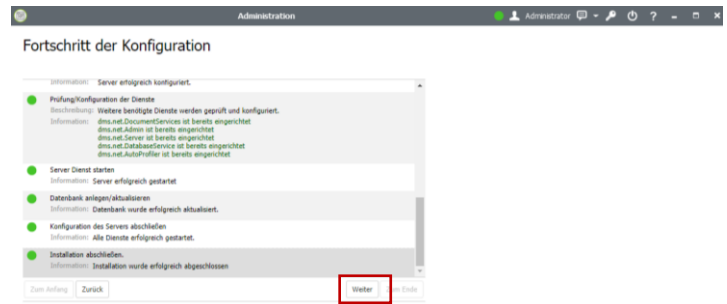 Administration
Administrator
?
Fortschritt der Konfiguration
Information: Server erfolgreich konfiguriert.
Prüfung/Konfiguration der Dienste
Beschreibung: Weitere benötigte Dienste werden geprüft und konfiguriert.
Information: dms.net.DocumentServices ist bereits eingerichtet
dms.net.Admin ist bereits eingerichtet
dms.net.Server ist bereits eingerichtet
dms.net.DatabaseService ist bereits eingerichtet
dms.net.AutoProfiler ist bereits eingerichtet
Server Dienst starten
Information: Server erfolgreich gestartet
Datenbank anlegen/aktualisieren
Information: Datenbank wurde erfolgreich aktualisiert.
Konfiguration des Servers abschließen
Information: Alle Dienste erfolgreich gestartet.
Installation abschließen.
Information: Installation wurde erfolgreich abgeschlossen
Zum Anfang Zurück Weiter Zum Ende